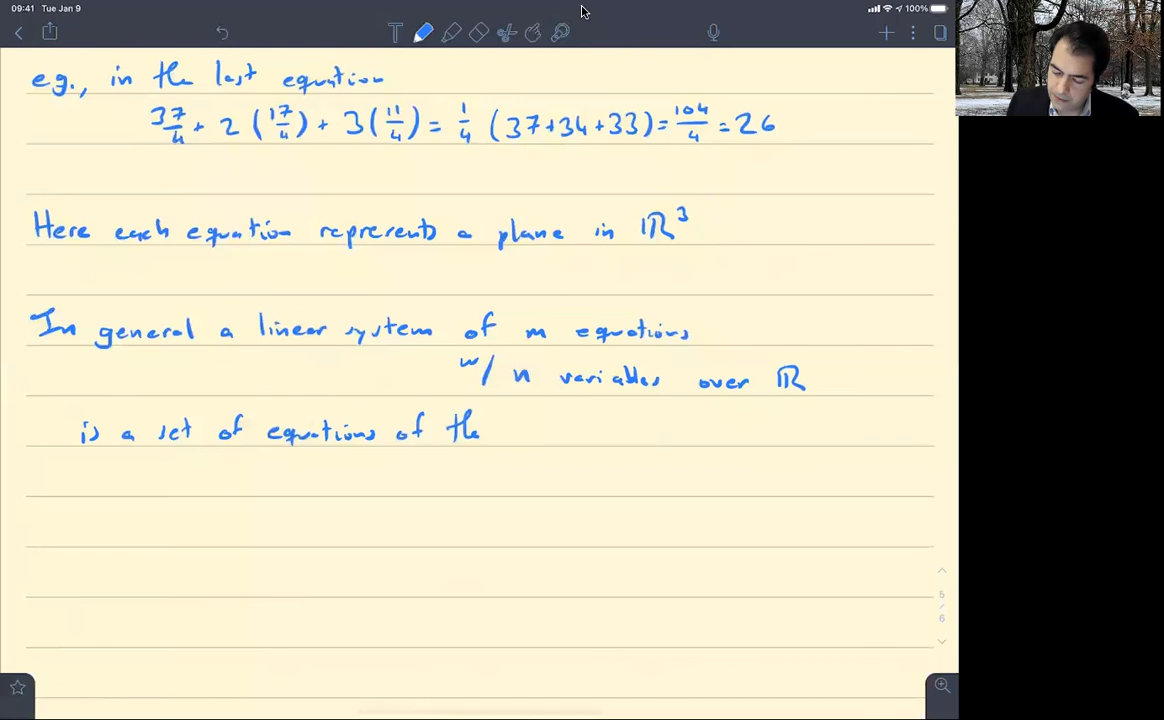 09:41 Tue Jan 9
100%
T
e.g., in the last equation
37/4 + 2 (17/4) + 3(11/4) = 1/4 (37+34+33) = 104/4 = 26
Here each equation represents a plane in ℝ³
In general a linear system of m equations
w/ n variables over ℝ
is a set of equations of the
5
/
6